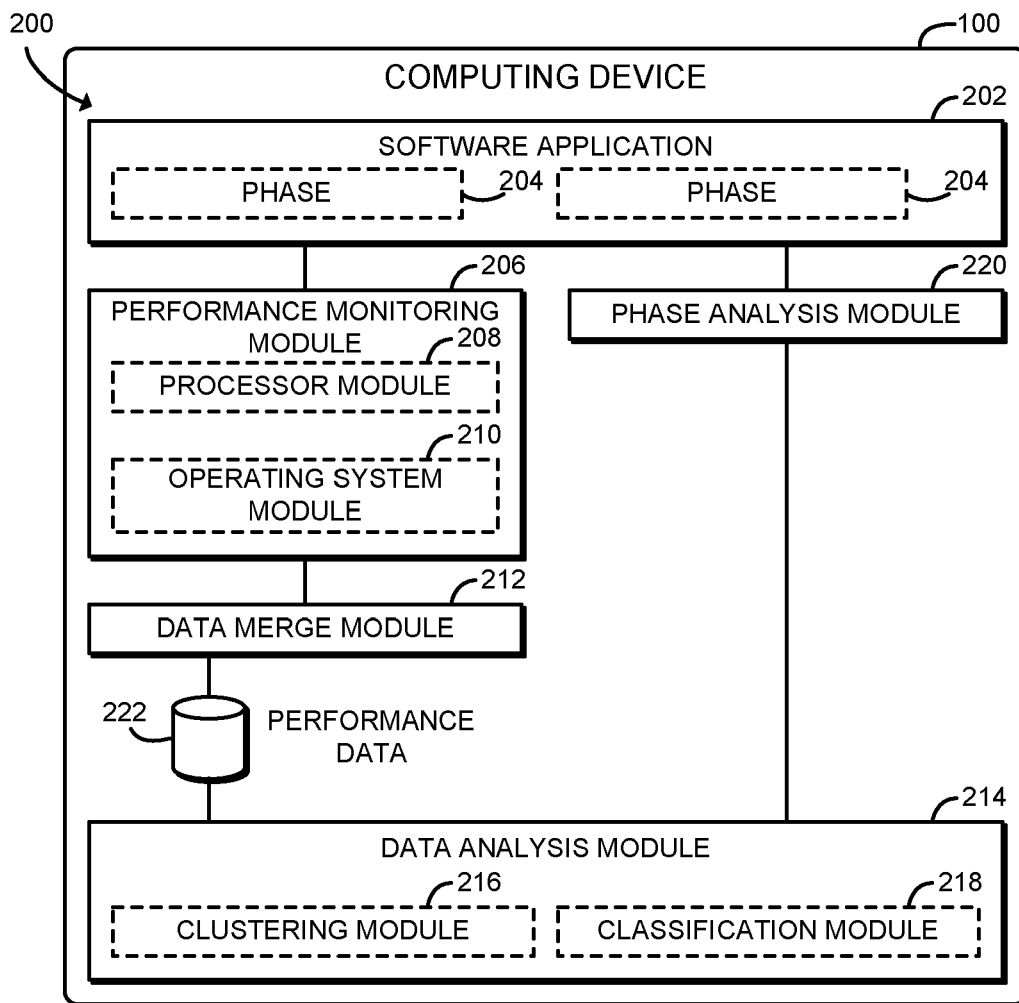 200
100
COMPUTING DEVICE
202
SOFTWARE APPLICATION
PHASE
204
PHASE
204
206
PERFORMANCE MONITORING
MODULE
208
PROCESSOR MODULE
210
OPERATING SYSTEM
MODULE
220
PHASE ANALYSIS MODULE
212
DATA MERGE MODULE
222
PERFORMANCE
DATA
214
DATA ANALYSIS MODULE
216
CLUSTERING MODULE
218
CLASSIFICATION MODULE